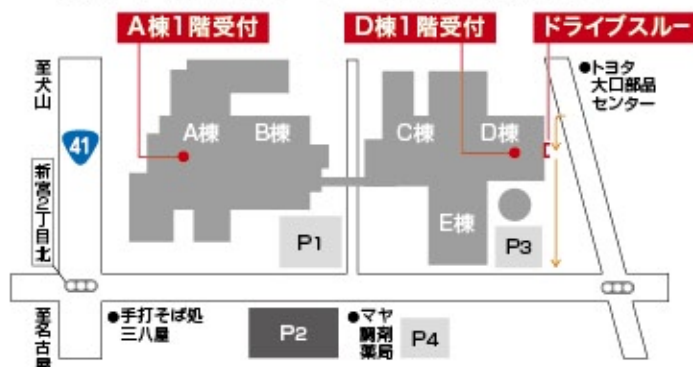 A棟1階受付
D棟1階受付
ドライブスルー
至犬山
41
新宮2丁目北
至名古屋
A棟
B棟
C棟
D棟
E棟
P1
P3
●トヨタ
大口部品
センター
●手打そば処
三八屋
P2
●マヤ
調剤
薬局
P4